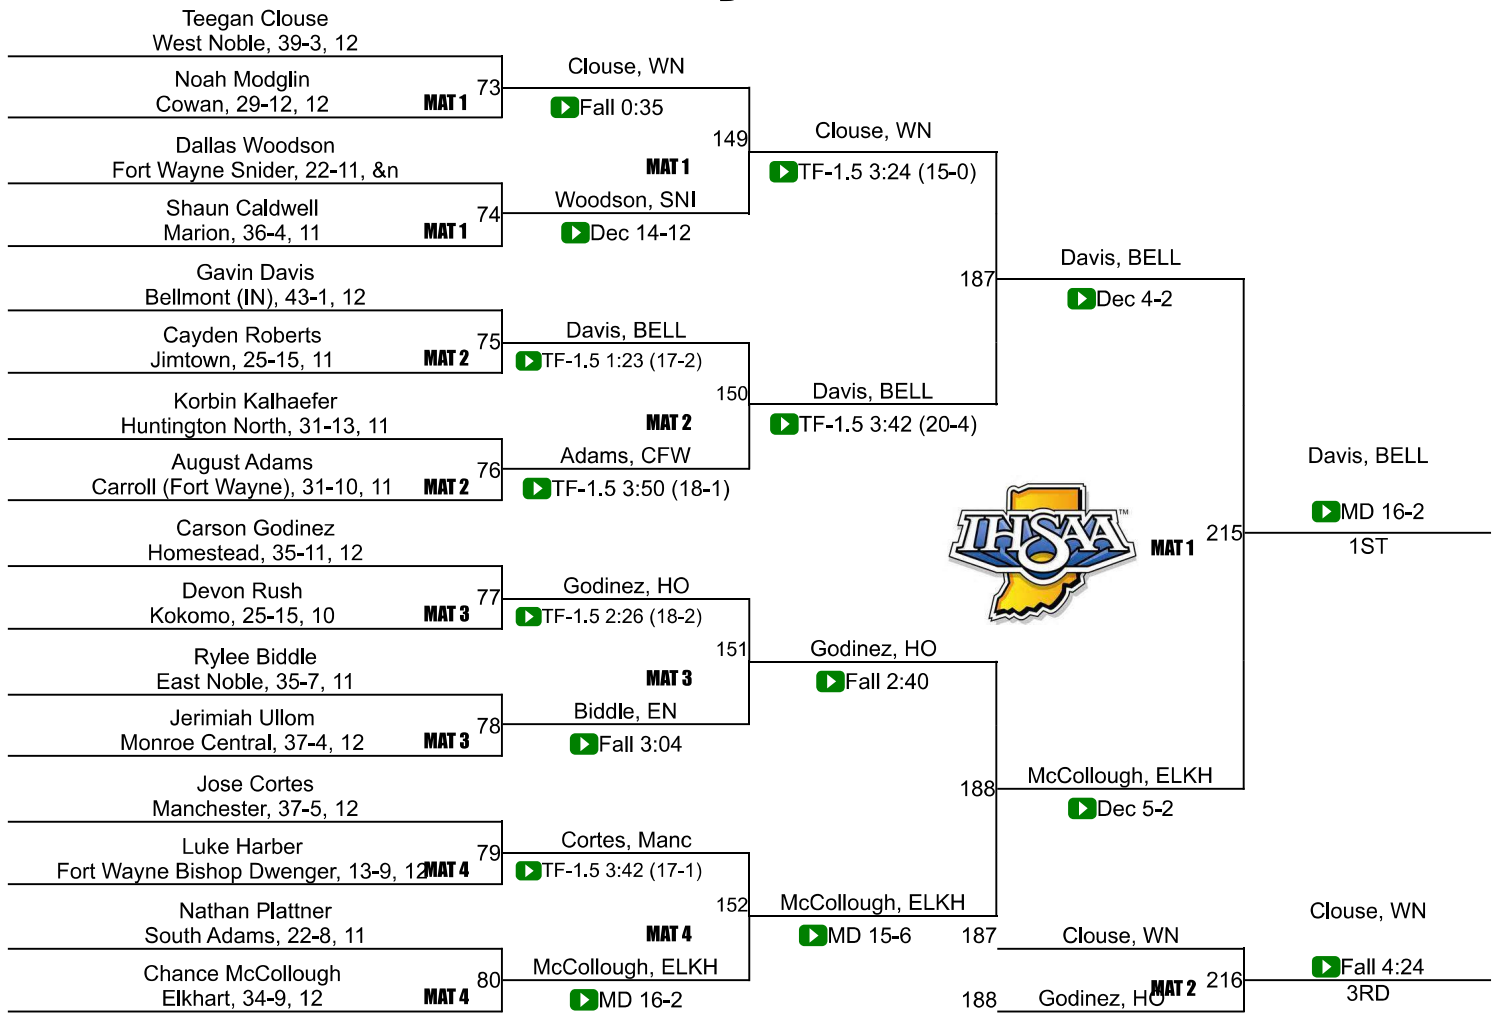 Teegan Clouse
West Noble, 39-3, 12
Noah Modglin
Cowan, 29-12, 12
MAT 1
73
Clouse, WN
Fall 0:35
Dallas Woodson
Fort Wayne Snider, 22-11, &n
Shaun Caldwell
Marion, 36-4, 11
MAT 1
74
Woodson, SNI
Dec 14-12
149
MAT 1
Clouse, WN
TF-1.5 3:24 (15-0)
Gavin Davis
Bellmont (IN), 43-1, 12
Cayden Roberts
Jimtown, 25-15, 11
MAT 2
75
Davis, BELL
TF-1.5 1:23 (17-2)
Korbin Kalhaefer
Huntington North, 31-13, 11
August Adams
Carroll (Fort Wayne), 31-10, 11
MAT 2
76
Adams, CFW
TF-1.5 3:50 (18-1)
150
MAT 2
Davis, BELL
TF-1.5 3:42 (20-4)
187
Davis, BELL
Dec 4-2
Carson Godinez
Homestead, 35-11, 12
Devon Rush
Kokomo, 25-15, 10
MAT 3
77
Godinez, HO
TF-1.5 2:26 (18-2)
Rylee Biddle
East Noble, 35-7, 11
Jerimiah Ullom
Monroe Central, 37-4, 12
MAT 3
78
Biddle, EN
Fall 3:04
151
MAT 3
Godinez, HO
Fall 2:40
Jose Cortes
Manchester, 37-5, 12
Luke Harber
Fort Wayne Bishop Dwenger, 13-9, 12
MAT 4
79
Cortes, Manc
TF-1.5 3:42 (17-1)
Nathan Plattner
South Adams, 22-8, 11
Chance McCollough
Elkhart, 34-9, 12
MAT 4
80
McCollough, ELKH
MD 16-2
152
MAT 4
McCollough, ELKH
MD 15-6
188
McCollough, ELKH
Dec 5-2
IHSAA™
MAT 1
215
Davis, BELL
MD 16-2
1ST
187
Clouse, WN
188
Godinez, HO
MAT 2
216
Clouse, WN
Fall 4:24
3RD